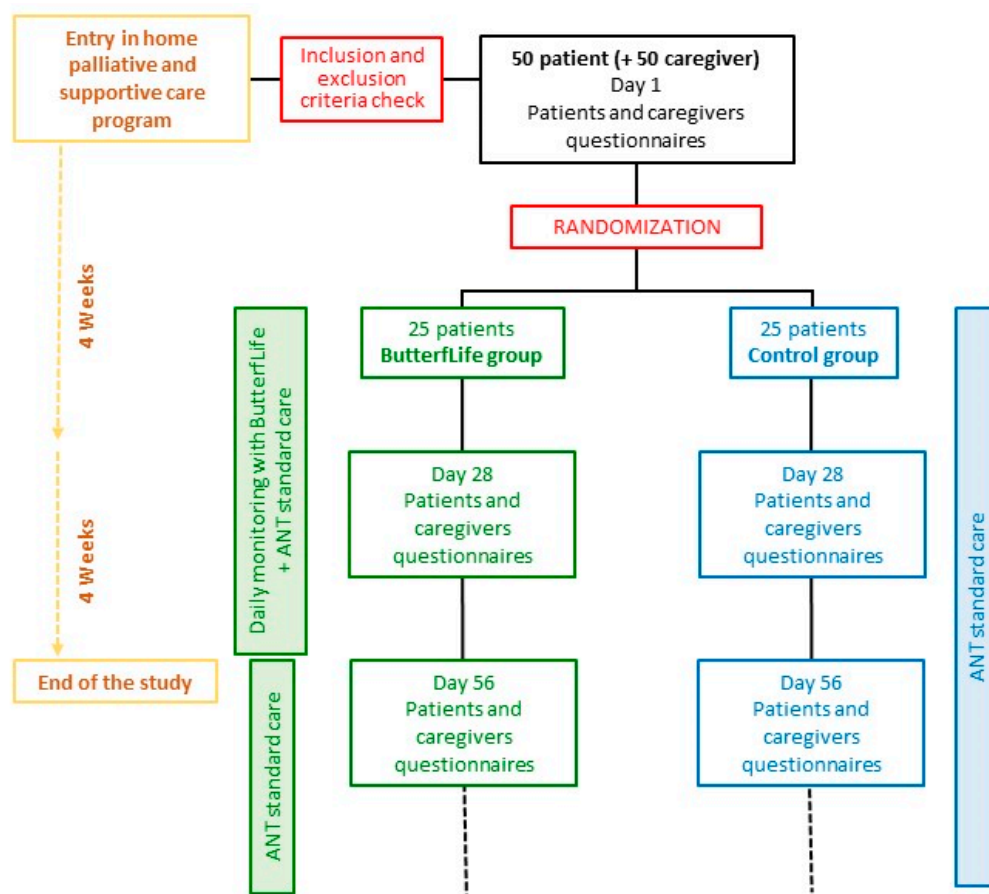 Entry in home
palliative and
supportive care
program
Inclusion and
exclusion
criteria check
50 patient (+ 50 caregiver)
Day 1
Patients and caregivers
questionnaires
RANDOMIZATION
4 Weeks
4 Weeks
End of the study
Daily monitoring with ButterfLife
+ ANT standard care
ANT standard care
25 patients
ButterfLife group
Day 28
Patients and
caregivers
questionnaires
Day 56
Patients and
caregivers
questionnaires
25 patients
Control group
Day 28
Patients and
caregivers
questionnaires
Day 56
Patients and
caregivers
questionnaires
ANT standard care